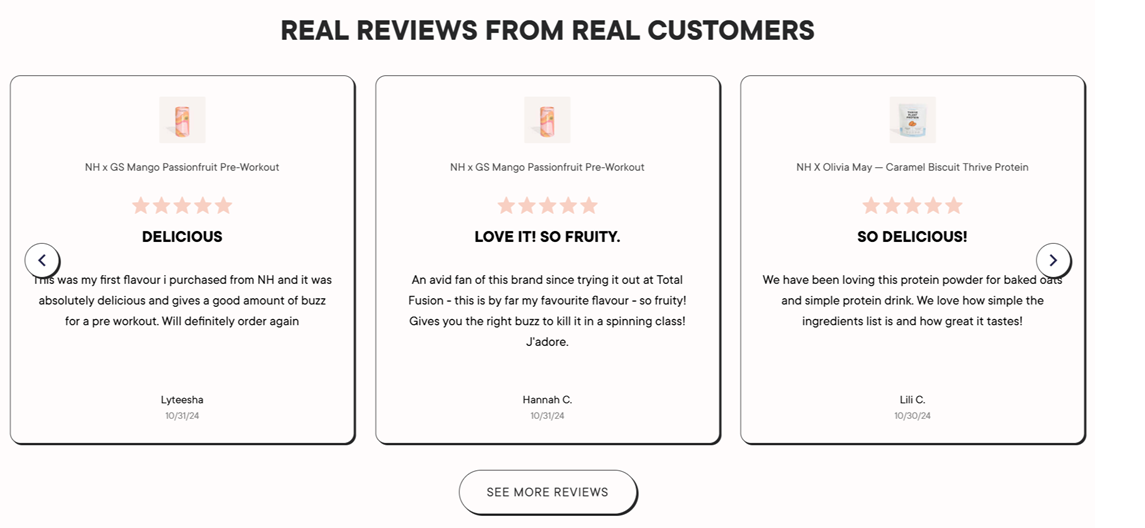 REAL REVIEWS FROM REAL CUSTOMERS
NH x GS Mango Passionfruit Pre-Workout
DELICIOUS
This was my first flavour i purchased from NH and it was
absolutely delicious and gives a good amount of buzz
for a pre workout. Will definitely order again
Lyteesha
10/31/24
NH x GS Mango Passionfruit Pre-Workout
LOVE IT! SO FRUITY.
An avid fan of this brand since trying it out at Total
Fusion - this is by far my favourite flavour - so fruity!
Gives you the right buzz to kill it in a spinning class!
J'adore.
Hannah C.
10/31/24
NH X Olivia May — Caramel Biscuit Thrive Protein
SO DELICIOUS!
We have been loving this protein powder for baked oats
and simple protein drink. We love how simple the
ingredients list is and how great it tastes!
Lili C.
10/30/24
SEE MORE REVIEWS